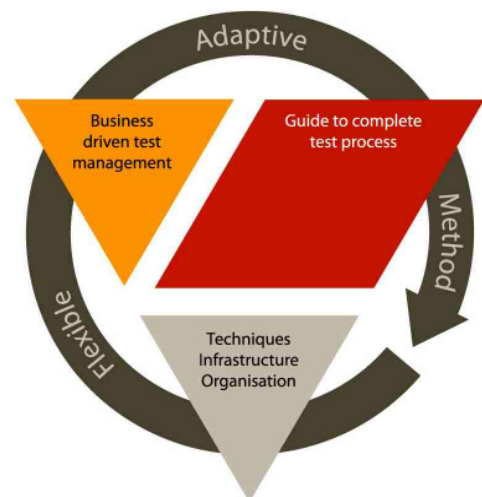 Adaptive
Business
driven test
management
Guide to complete
test process
Method
Techniques
Infrastructure
Organisation
Flexible